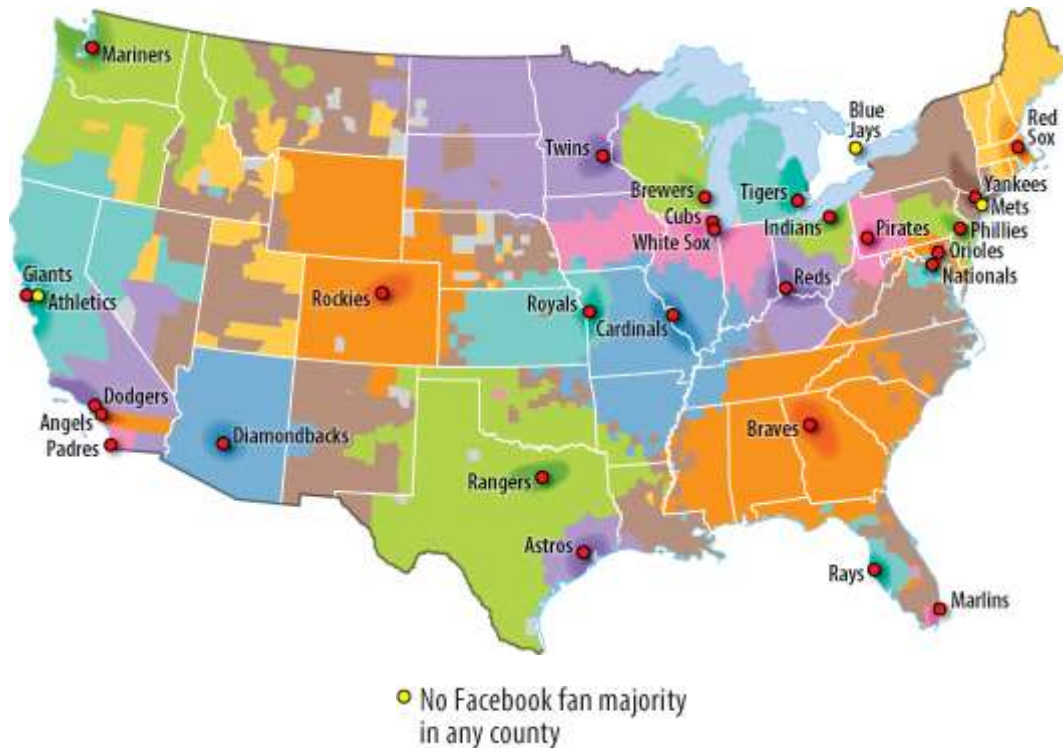 Mariners
Twins
Blue
Jays
Red
Sox
Brewers
Tigers
Yankees
Mets
Cubs
White Sox
Indians
Pirates
Phillies
Orioles
Nationals
Giants
Athletics
Rockies
Royals
Cardinals
Reds
Dodgers
Angels
Padres
Diamondbacks
Rangers
Braves
Astros
Rays
Marlins
No Facebook fan majority
in any county